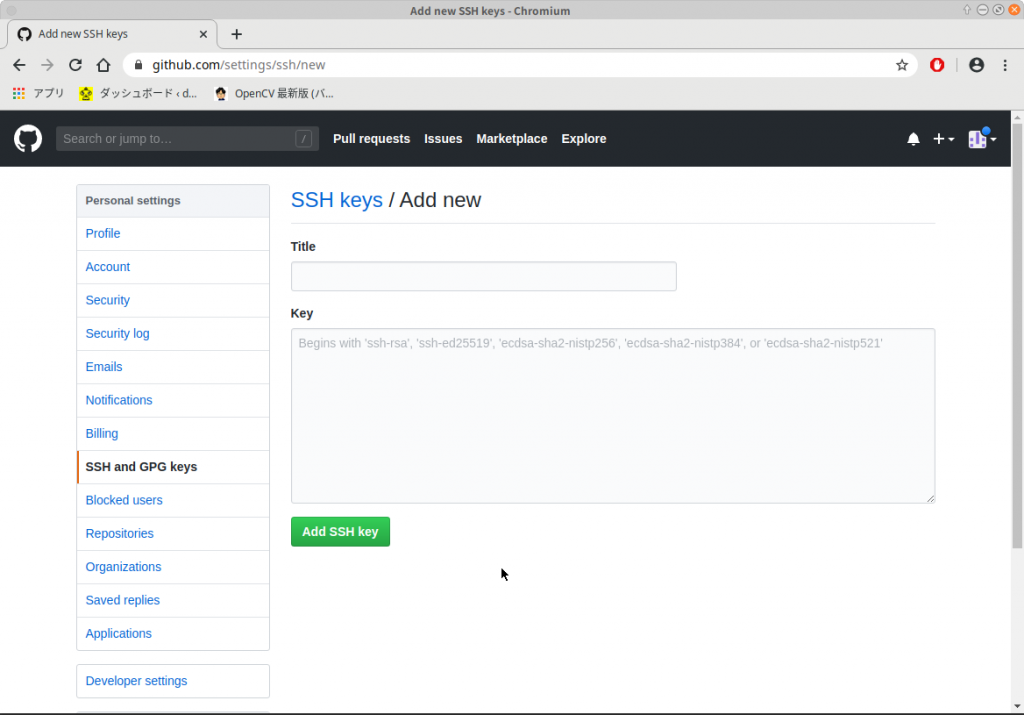 Add new SSH keys - Chromium
Add new SSH keys
github.com/settings/ssh/new
アプリ ダッシュボード ‹ d... OpenCV 最新版 (バ...
Search or jump to… / Pull requests Issues Marketplace Explore
Personal settings
Profile
Account
Security
Security log
Emails
Notifications
Billing
SSH and GPG keys
Blocked users
Repositories
Organizations
Saved replies
Applications
Developer settings
SSH keys / Add new
Title
Key
Begins with 'ssh-rsa', 'ssh-ed25519', 'ecdsa-sha2-nistp256', 'ecdsa-sha2-nistp384', or 'ecdsa-sha2-nistp521'
Add SSH key